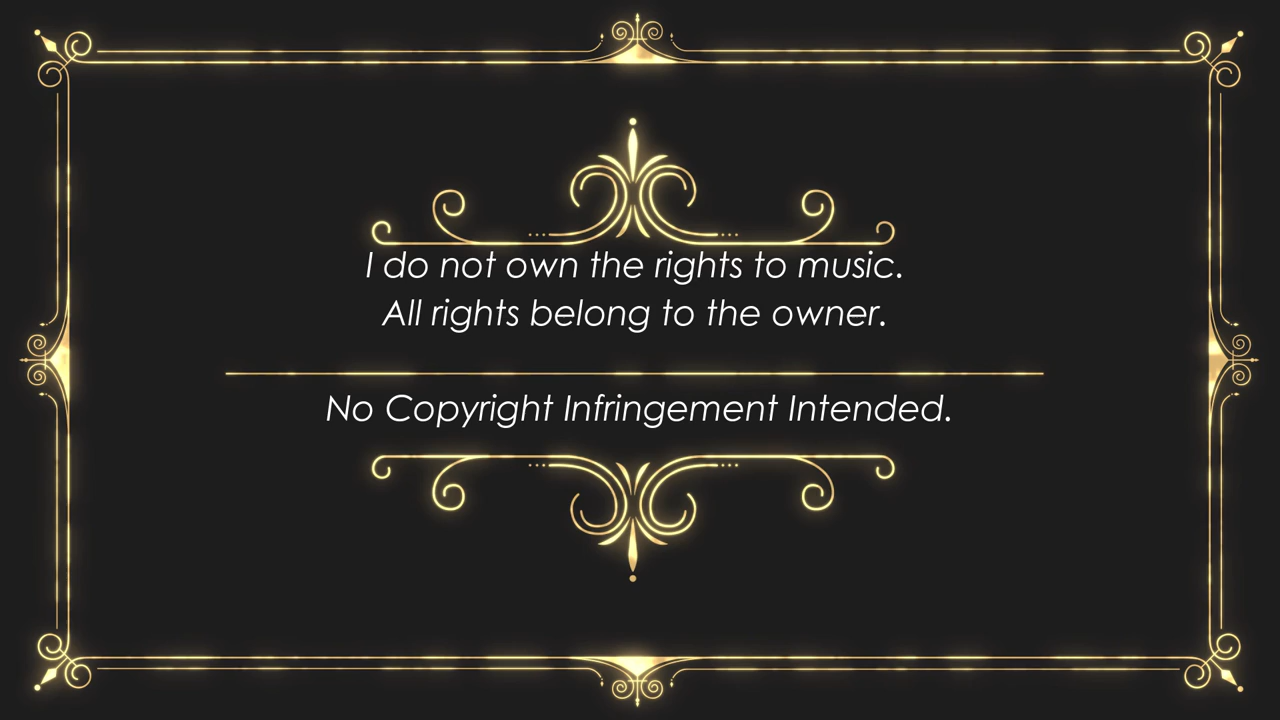 I do not own the rights to music.
All rights belong to the owner.
No Copyright Infringement Intended.